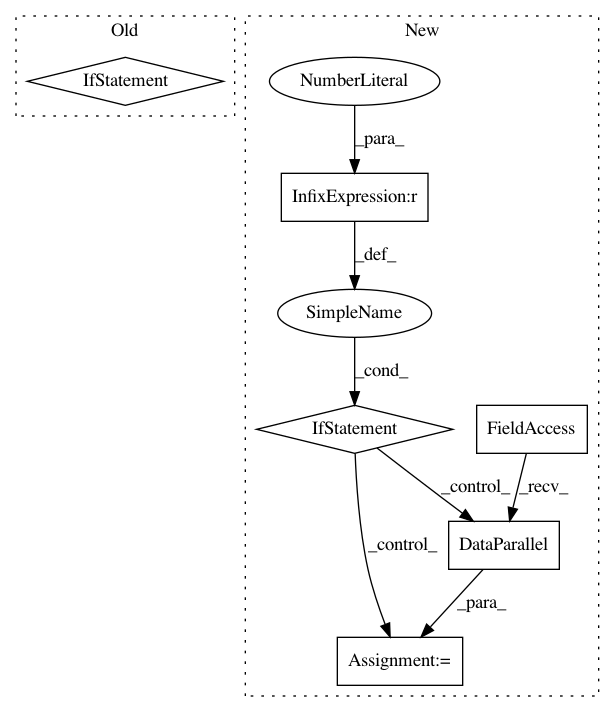 Old
New
IfStatement
NumberLiteral
_para_
InfixExpression:r
_def_
SimpleName
_cond_
IfStatement
FieldAccess
_control_
_recv_
_control_
DataParallel
_para_
Assignment:=